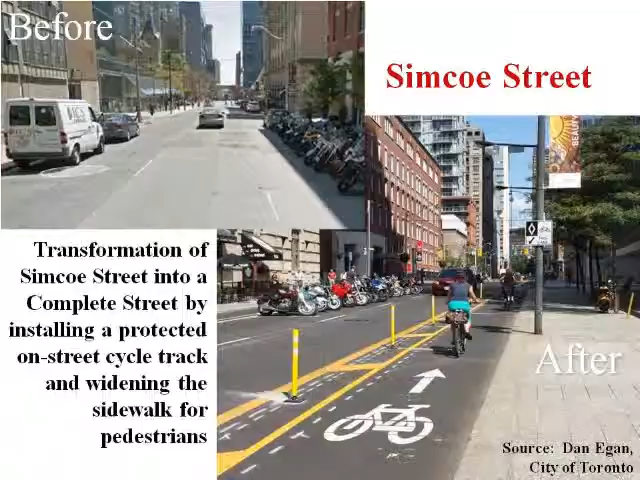 Before
Simcoe Street
Transformation of
Simcoe Street into a
Complete Street by
installing a protected
on-street cycle track
and widening the
sidewalk for
pedestrians
After
Source: Dan Egan,
City of Toronto